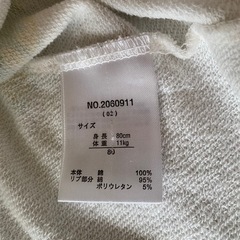 NO.2060911
(02)
サイズ
身長 80cm
体重 11kg
80
本体 綿 100%
リブ部分 綿 95%
ポリウレタン 5%